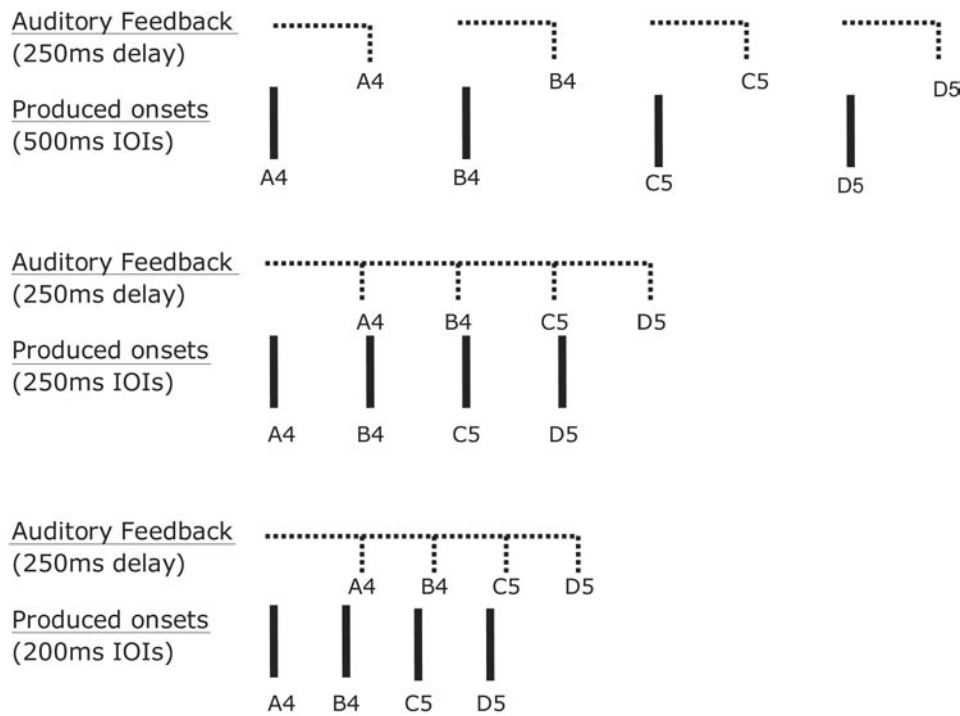 Auditory Feedback
(250ms delay)
A4 B4 C5 D5
Produced onsets
(500ms IOIs)
A4 B4 C5 D5
Auditory Feedback
(250ms delay)
A4 B4 C5 D5
Produced onsets
(250ms IOIs)
A4 B4 C5 D5
Auditory Feedback
(250ms delay)
A4 B4 C5 D5
Produced onsets
(200ms IOIs)
A4 B4 C5 D5